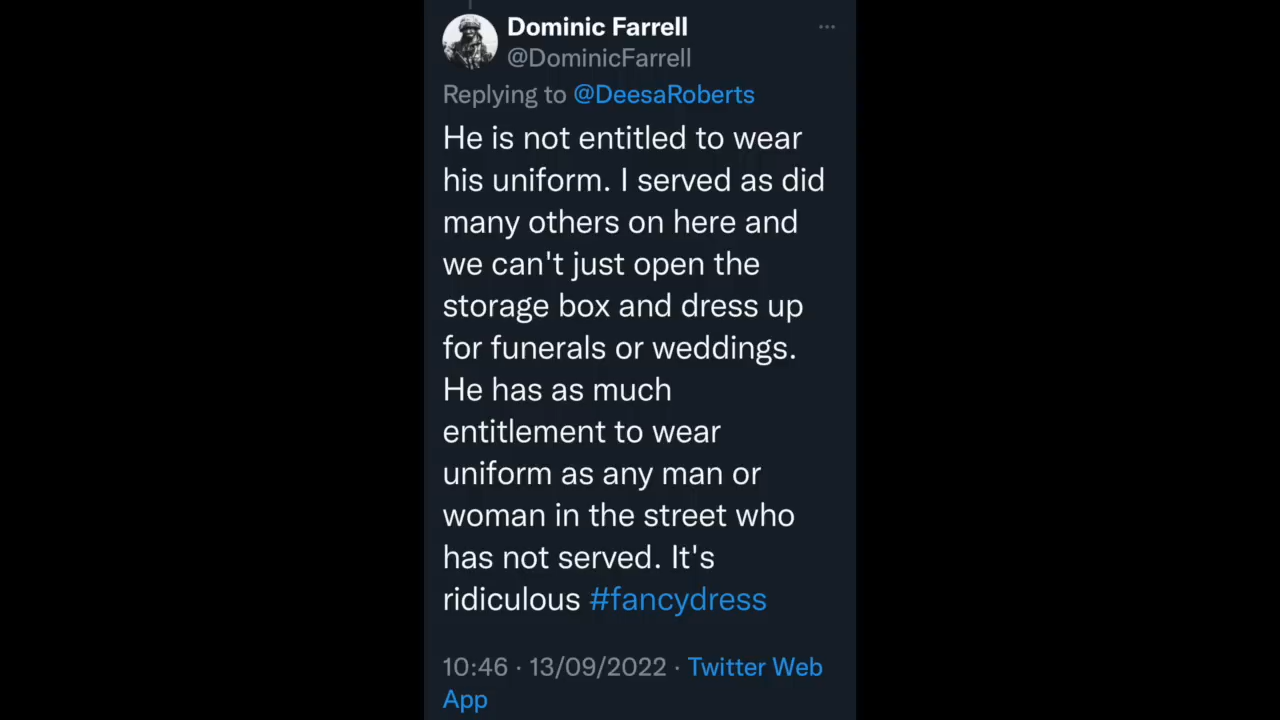 Dominic Farrell
@DominicFarrell
Replying to @DeesaRoberts
He is not entitled to wear
his uniform. I served as did
many others on here and
we can't just open the
storage box and dress up
for funerals or weddings.
He has as much
entitlement to wear
uniform as any man or
woman in the street who
has not served. It's
ridiculous #fancydress
10:46 · 13/09/2022 · Twitter Web
App